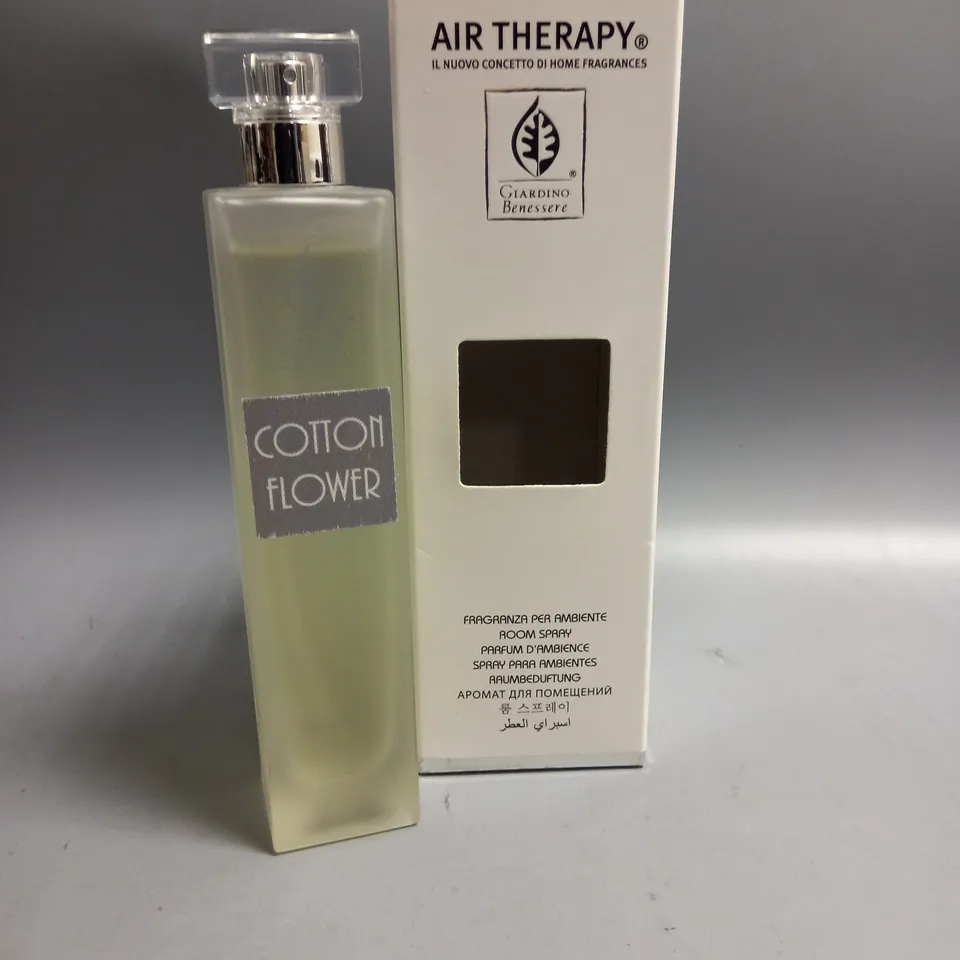 AIR THERAPY®
IL NUOVO CONCETTO DI HOME FRAGRANCES
®
GIARDINO
Benessere
COTTON
FLOWER
FRAGRANZA PER AMBIENTE
ROOM SPRAY
PARFUM D'AMBIENCE
SPRAY PARA AMBIENTES
RAUMBEDUFTUNG
АРОМАТ ДЛЯ ПОМЕЩЕНИЙ
룸 스프레이
اسبراي العطر